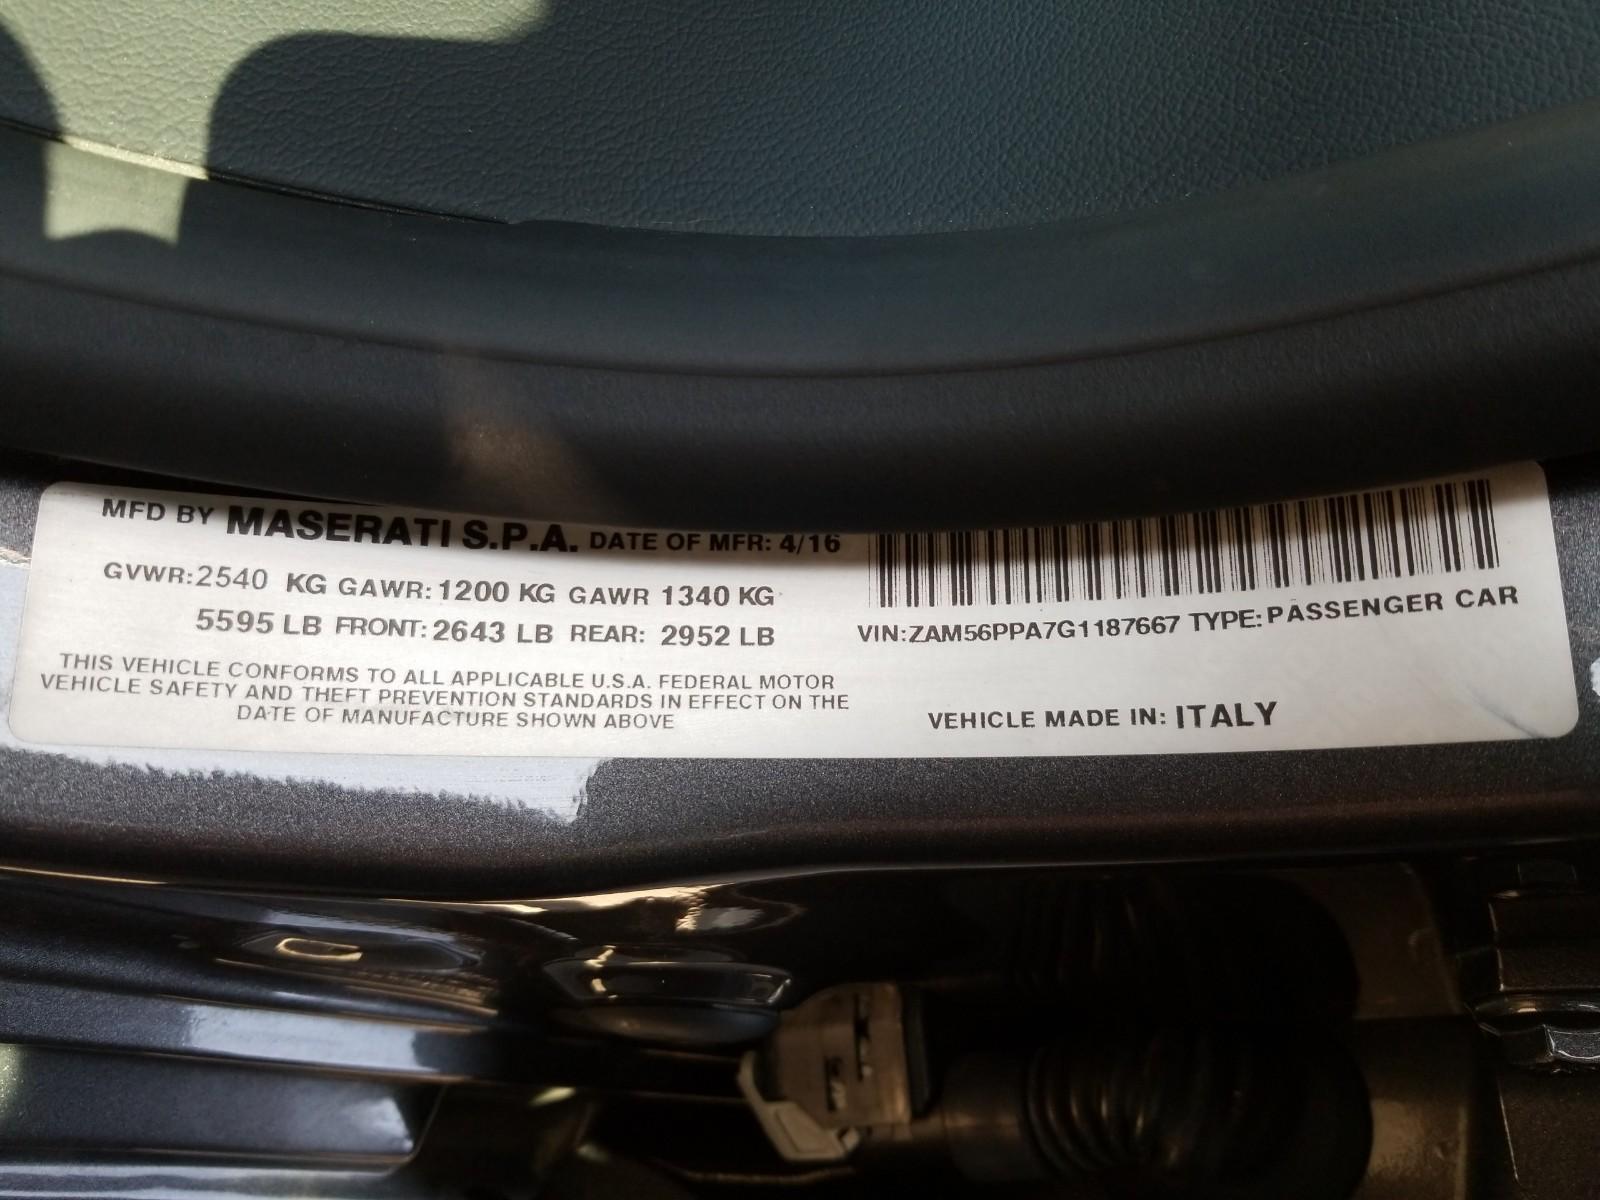 MFD BY MASERATI S.P.A. DATE OF MFR: 4/16
GVWR:2540 KG GAWR:1200 KG GAWR 1340 KG
5595 LB FRONT:2643 LB REAR: 2952 LB
THIS VEHICLE CONFORMS TO ALL APPLICABLE U.S.A. FEDERAL MOTOR
VEHICLE SAFETY AND THEFT PREVENTION STANDARDS IN EFFECT ON THE
DATE OF MANUFACTURE SHOWN ABOVE
VIN:ZAM56PPA7G1187667 TYPE:PASSENGER CAR
VEHICLE MADE IN: ITALY